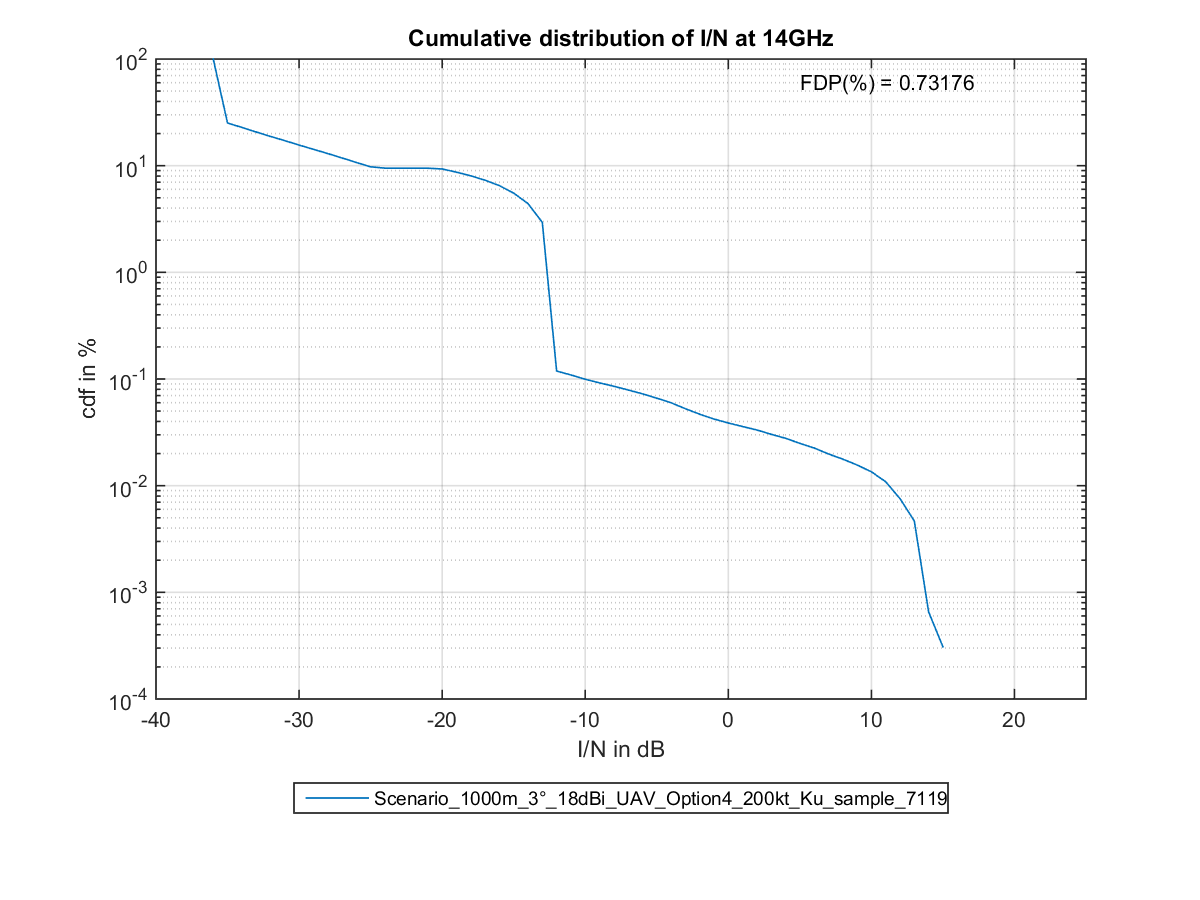 Cumulative distribution of I/N at 14GHz
FDP(%) = 0.73176
10^2
10^1
10^0
10^-1
10^-2
10^-3
10^-4
cdf in %
-40 -30 -20 -10 0 10 20
I/N in dB
Scenario_1000m_3°_18dBi_UAV_Option4_200kt_Ku_sample_7119